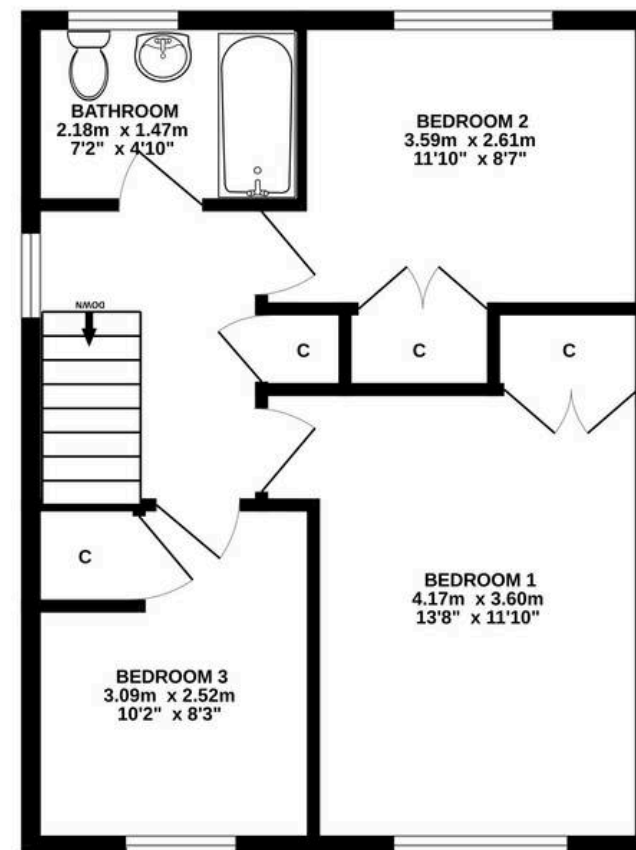 BATHROOM
2.18m x 1.47m
7'2" x 4'10"
BEDROOM 2
3.59m x 2.61m
11'10" x 8'7"
DOWN
C
C
C
C
BEDROOM 1
4.17m x 3.60m
13'8" x 11'10"
BEDROOM 3
3.09m x 2.52m
10'2" x 8'3"